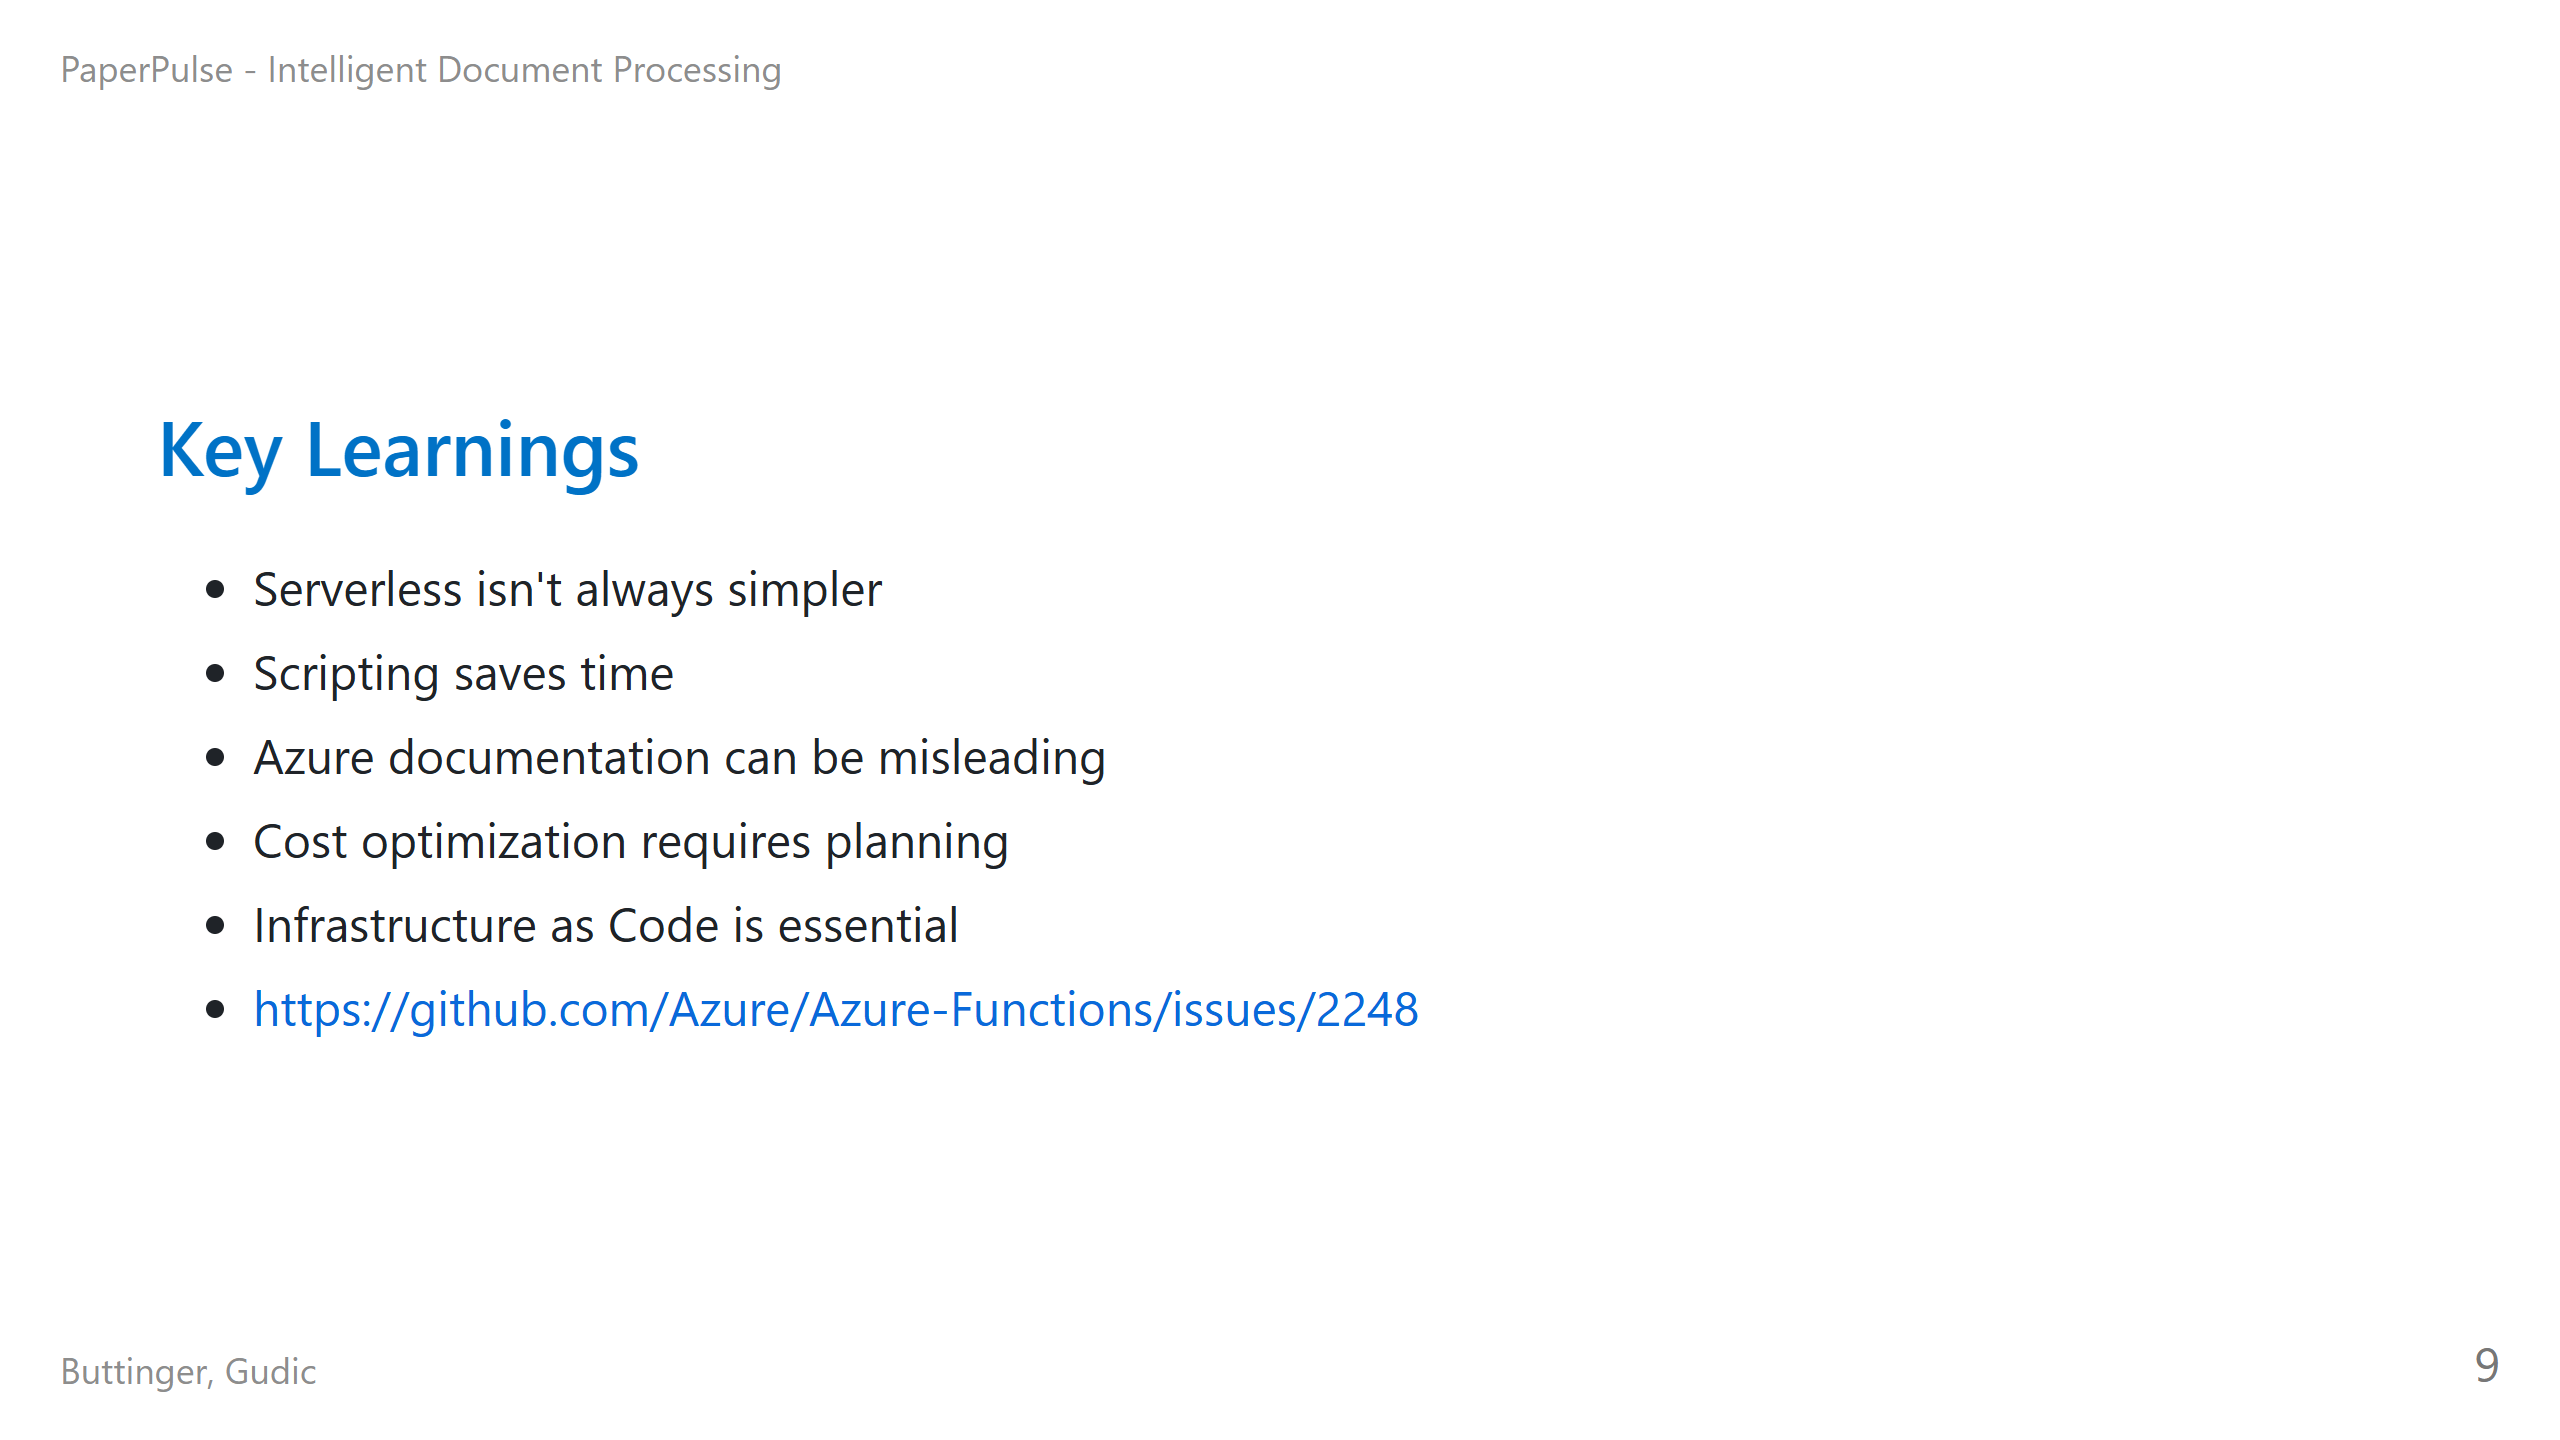 PaperPulse - Intelligent Document Processing
Key Learnings
• Serverless isn't always simpler
• Scripting saves time
• Azure documentation can be misleading
• Cost optimization requires planning
• Infrastructure as Code is essential
• https://github.com/Azure/Azure-Functions/issues/2248
Buttinger, Gudic
9